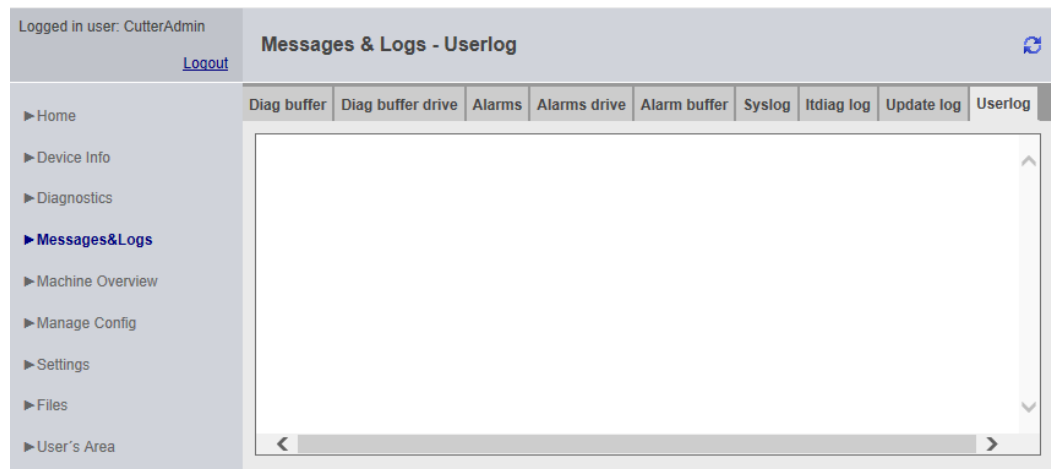 Logged in user: CutterAdmin
Logout
Messages & Logs - Userlog
Diag buffer Diag buffer drive Alarms Alarms drive Alarm buffer Syslog Itdiag log Update log Userlog
►Home
►Device Info
►Diagnostics
►Messages&Logs
►Machine Overview
►Manage Config
►Settings
►Files
►User´s Area